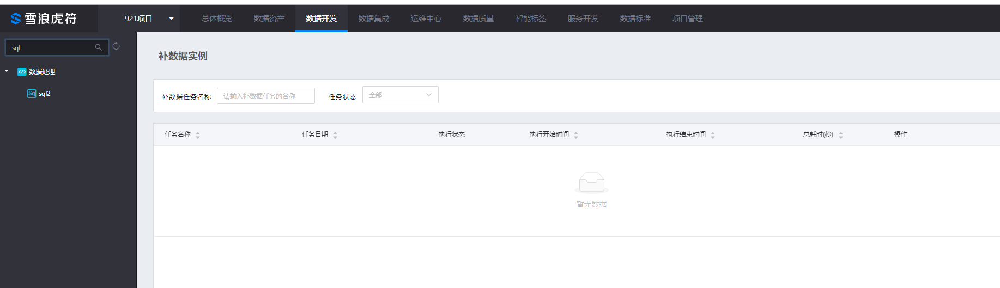 雪浪虎符 921项目 总体概览 数据资产 数据开发 数据集成 运维中心 数据质量 智能标签 服务开发 数据标准 项目管理
sql
数据处理
Sq sql2
补数据实例
补数据任务名称 请输入补数据任务的名称 任务状态 全部
任务名称 任务日期 执行状态 执行开始时间 执行结束时间 总耗时(秒) 操作
暂无数据